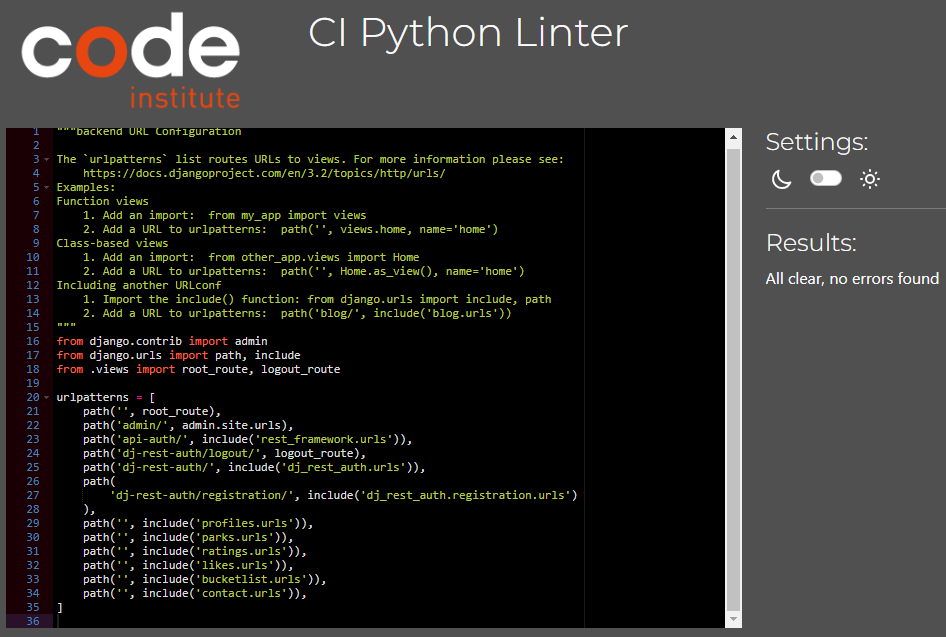 code
institute
CI Python Linter
1 """backend URL Configuration
2
3 The `urlpatterns` list routes URLs to views. For more information please see:
4     https://docs.djangoproject.com/en/3.2/topics/http/urls/
5 Examples:
6 Function views
7     1. Add an import:  from my_app import views
8     2. Add a URL to urlpatterns:  path('', views.home, name='home')
9 Class-based views
10     1. Add an import:  from other_app.views import Home
11     2. Add a URL to urlpatterns:  path('', Home.as_view(), name='home')
12 Including another URLconf
13     1. Import the include() function: from django.urls import include, path
14     2. Add a URL to urlpatterns:  path('blog/', include('blog.urls'))
15 """
16 from django.contrib import admin
17 from django.urls import path, include
18 from .views import root_route, logout_route
19
20 urlpatterns = [
21     path('', root_route),
22     path('admin/', admin.site.urls),
23     path('api-auth/', include('rest_framework.urls')),
24     path('dj-rest-auth/logout/', logout_route),
25     path('dj-rest-auth/', include('dj_rest_auth.urls')),
26     path(
27         'dj-rest-auth/registration/', include('dj_rest_auth.registration.urls')
28     ),
29     path('', include('profiles.urls')),
30     path('', include('parks.urls')),
31     path('', include('ratings.urls')),
32     path('', include('likes.urls')),
33     path('', include('bucketlist.urls')),
34     path('', include('contact.urls')),
35 ]
36
Settings:
Results:
All clear, no errors found